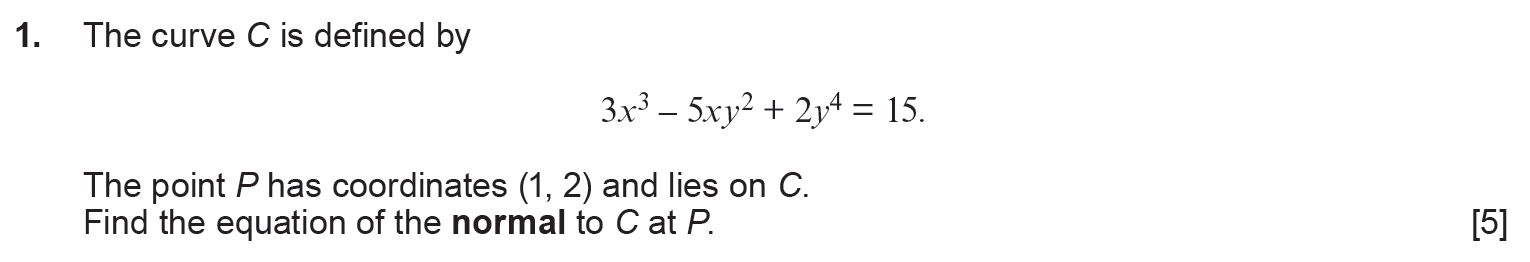 1. The curve C is defined by
3x³ – 5xy² + 2y⁴ = 15.
The point P has coordinates (1, 2) and lies on C.
Find the equation of the normal to C at P. [5]